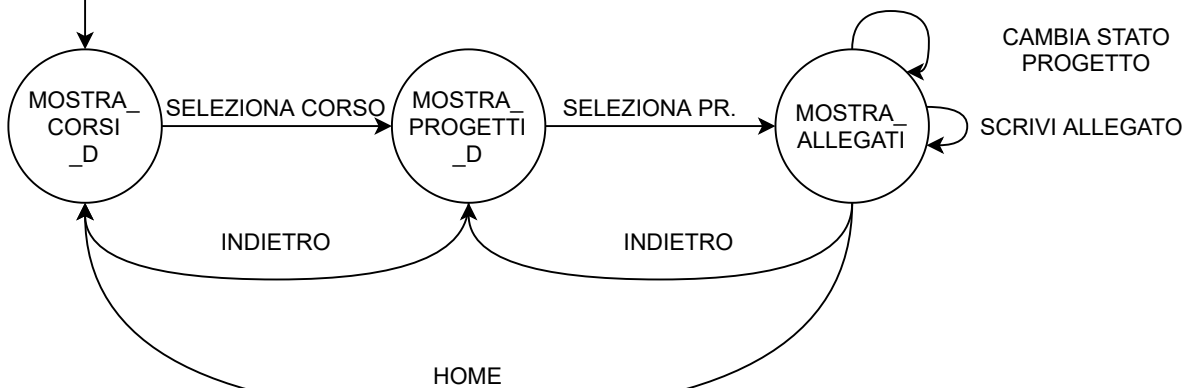 CAMBIA STATO
PROGETTO
MOSTRA_
CORSI
_D
SELEZIONA CORSO
MOSTRA_
PROGETTI
_D
SELEZIONA PR.
MOSTRA_
ALLEGATI
SCRIVI ALLEGATO
INDIETRO
INDIETRO
HOME